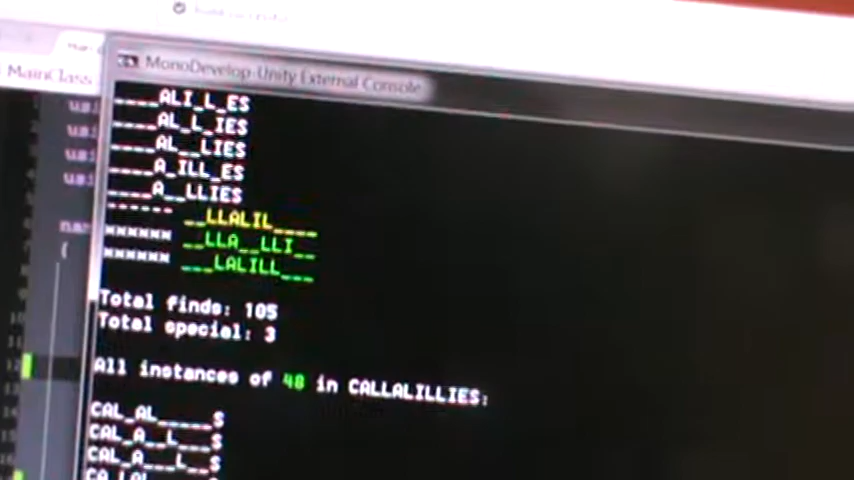 MainClass
MonoDevelop-Unity External Console
____ALI_L_ES
____AL_L_IES
____AL__LIES
____A_ILL_ES
____A__LLIES
------ __LLALIL____
****** __LLA__LLI__
****** ___LALILL___
Total finds: 105
Total special: 3
All instances of 48 in CALLALILLIES:
CAL_AL_____S
CAL_A__L___S
CAL_A___L__S